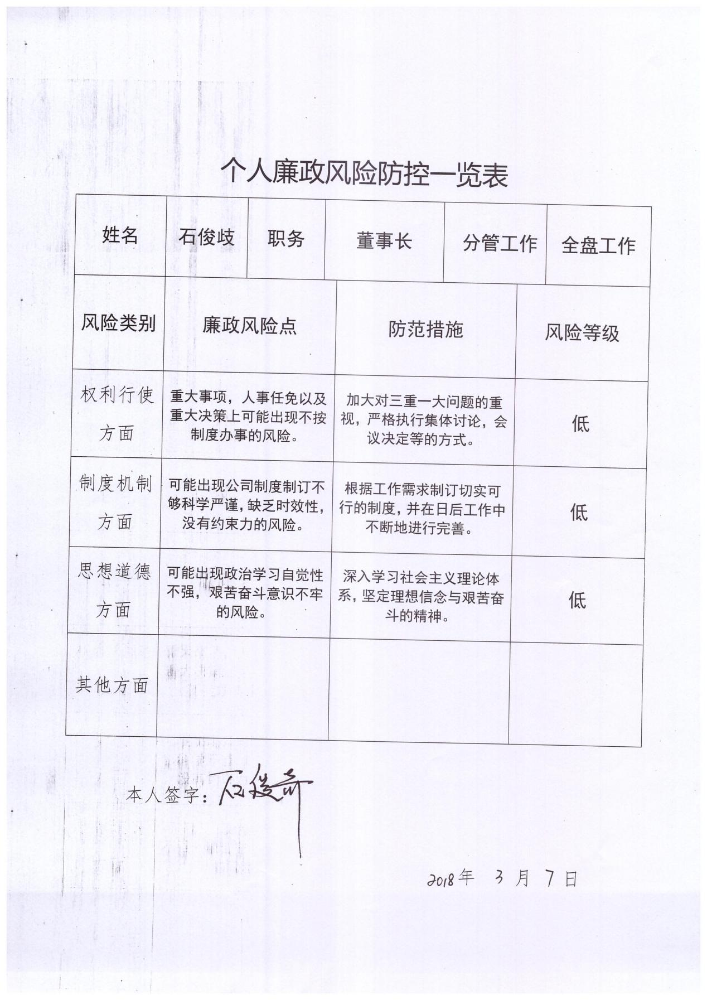 个人廉政风险防控一览表
姓名 石俊歧 职务 董事长 分管工作 全盘工作
风险类别 廉政风险点 防范措施 风险等级
权利行使
方面
重大事项，人事任免以及
重大决策上可能出现不按
制度办事的风险。
加大对三重一大问题的重
视，严格执行集体讨论，会
议决定等的方式。
低
制度机制
方面
可能出现公司制度制订不
够科学严谨，缺乏时效性，
没有约束力的风险。
根据工作需求制订切实可
行的制度，并在日后工作中
不断地进行完善。
低
思想道德
方面
可能出现政治学习自觉性
不强，艰苦奋斗意识不牢
的风险。
深入学习社会主义理论体
系，坚定理想信念与艰苦奋
斗的精神。
低
其他方面
本人签字：石俊奇
2018年 3月7日